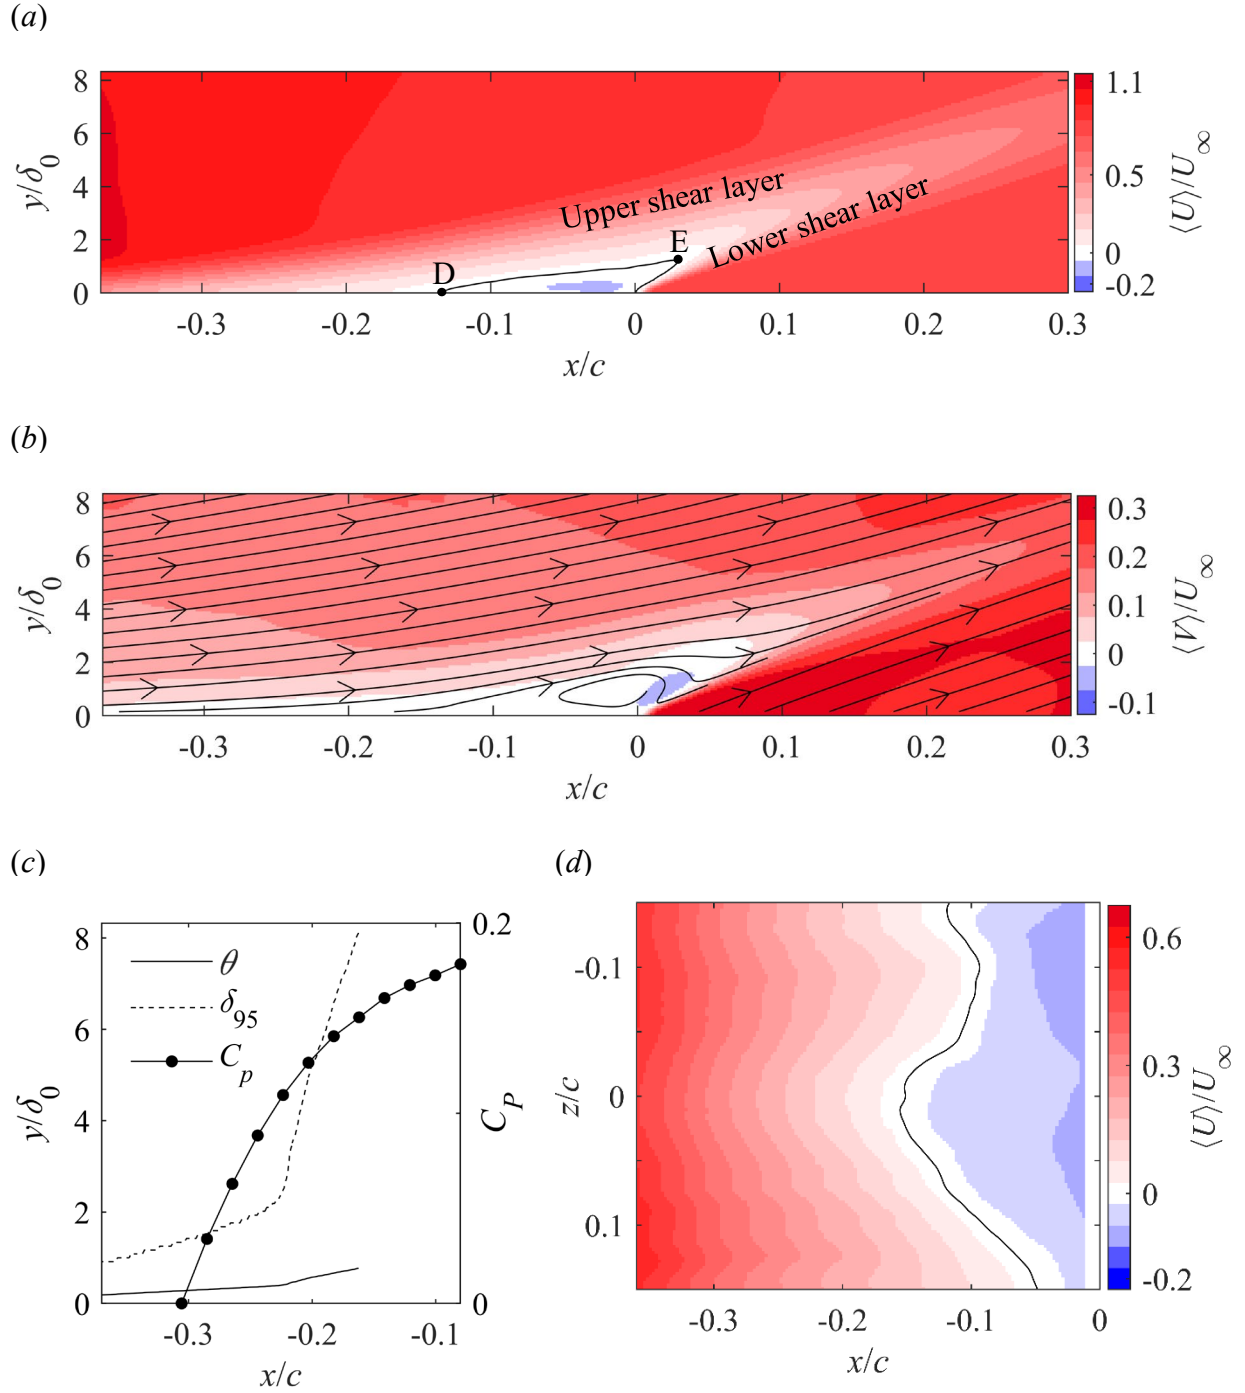 (a)
8
6
4
2
0
y/δ0
Upper shear layer
Lower shear layer
D
E
-0.3 -0.2 -0.1 0 0.1 0.2 0.3
x/c
1.1
0.5
0
-0.2
⟨U⟩/U∞
(b)
8
6
4
2
0
y/δ0
-0.3 -0.2 -0.1 0 0.1 0.2 0.3
x/c
0.3
0.2
0.1
0
-0.1
⟨V⟩/U∞
(c)
8
6
4
2
0
y/δ0
θ
δ95
Cp
0.2
0
CP
-0.3 -0.2 -0.1
x/c
(d)
-0.1
0
0.1
z/c
-0.3 -0.2 -0.1 0
x/c
0.6
0.3
0
-0.2
⟨U⟩/U∞